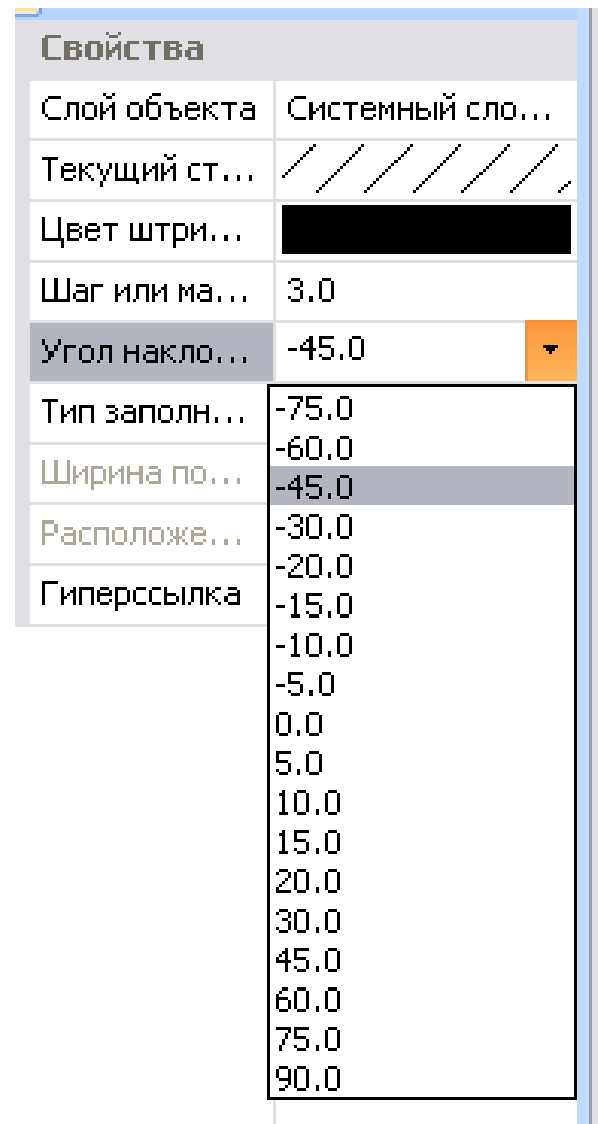 Свойства
Слой объекта Системный сло...
Текущий ст...
Цвет штри...
Шаг или ма... 3.0
Угол накло... -45.0
Тип заполн...
Ширина по...
Расположе...
Гиперссылка
-75.0
-60.0
-45.0
-30.0
-20.0
-15.0
-10.0
-5.0
0.0
5.0
10.0
15.0
20.0
30.0
45.0
60.0
75.0
90.0